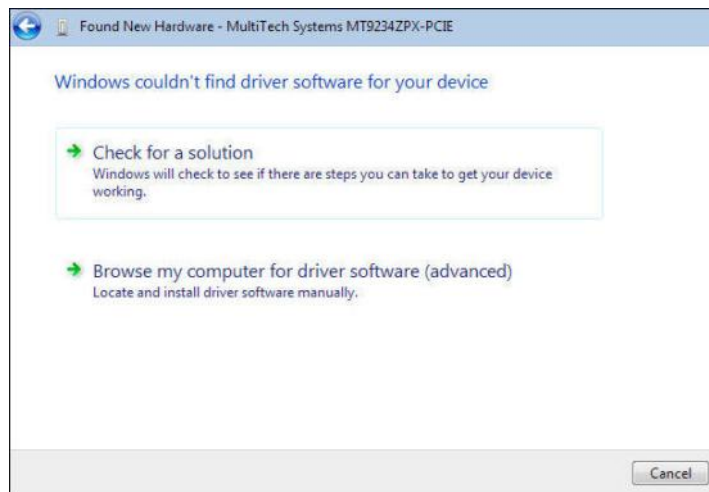 Found New Hardware - MultiTech Systems MT9234ZPX-PCIE
Windows couldn't find driver software for your device
Check for a solution
Windows will check to see if there are steps you can take to get your device
working.
Browse my computer for driver software (advanced)
Locate and install driver software manually.
Cancel